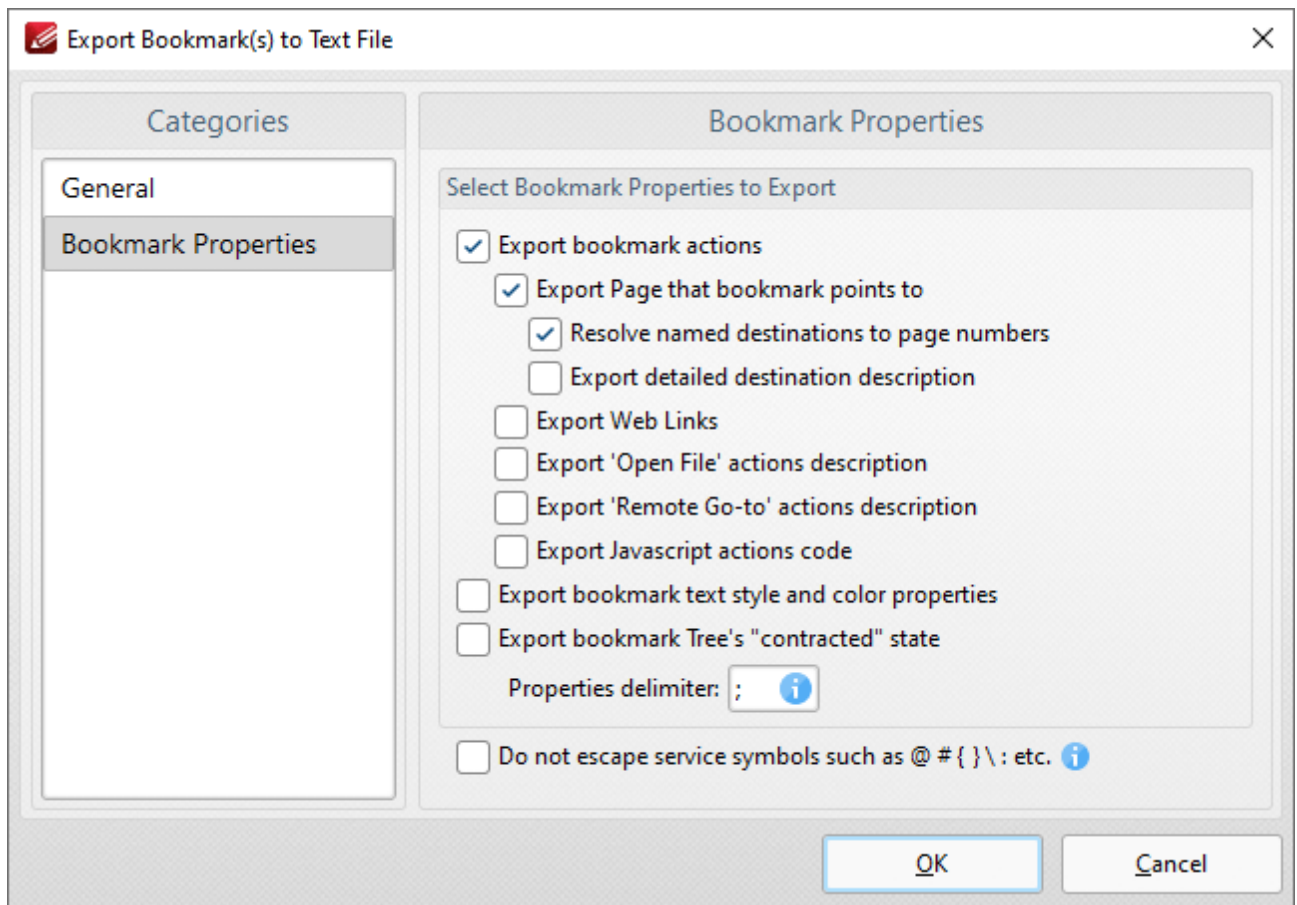 Export Bookmark(s) to Text File
Categories
General
Bookmark Properties
Bookmark Properties
Select Bookmark Properties to Export
Export bookmark actions
Export Page that bookmark points to
Resolve named destinations to page numbers
Export detailed destination description
Export Web Links
Export 'Open File' actions description
Export 'Remote Go-to' actions description
Export Javascript actions code
Export bookmark text style and color properties
Export bookmark Tree's "contracted" state
Properties delimiter: ;
Do not escape service symbols such as @ # { } \ : etc.
OK
Cancel